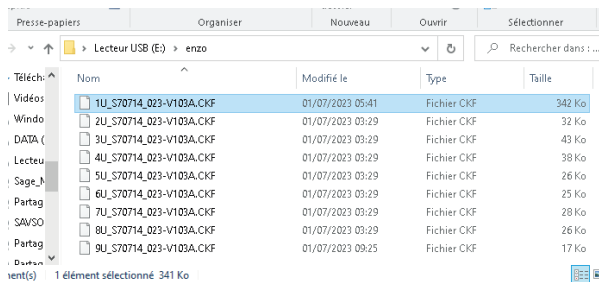 Presse-papiers Organiser Nouveau Ouvrir Sélectionner
> Lecteur USB (E:) > enzo Rechercher dans : ...
Nom Modifié le Type Taille
Téléch:
Vidéos
Windo
DATA (
Lecteu
Sage_M
Partag
SAVSO
Partag
Partag
1U_S70714_023-V103A.CKF 01/07/2023 05:41 Fichier CKF 342 Ko
2U_S70714_023-V103A.CKF 01/07/2023 03:29 Fichier CKF 32 Ko
3U_S70714_023-V103A.CKF 01/07/2023 03:29 Fichier CKF 43 Ko
4U_S70714_023-V103A.CKF 01/07/2023 03:29 Fichier CKF 38 Ko
5U_S70714_023-V103A.CKF 01/07/2023 03:29 Fichier CKF 26 Ko
6U_S70714_023-V103A.CKF 01/07/2023 03:29 Fichier CKF 25 Ko
7U_S70714_023-V103A.CKF 01/07/2023 03:29 Fichier CKF 28 Ko
8U_S70714_023-V103A.CKF 01/07/2023 03:29 Fichier CKF 26 Ko
9U_S70714_023-V103A.CKF 01/07/2023 09:25 Fichier CKF 17 Ko
ment(s) 1 élément sélectionné 341 Ko